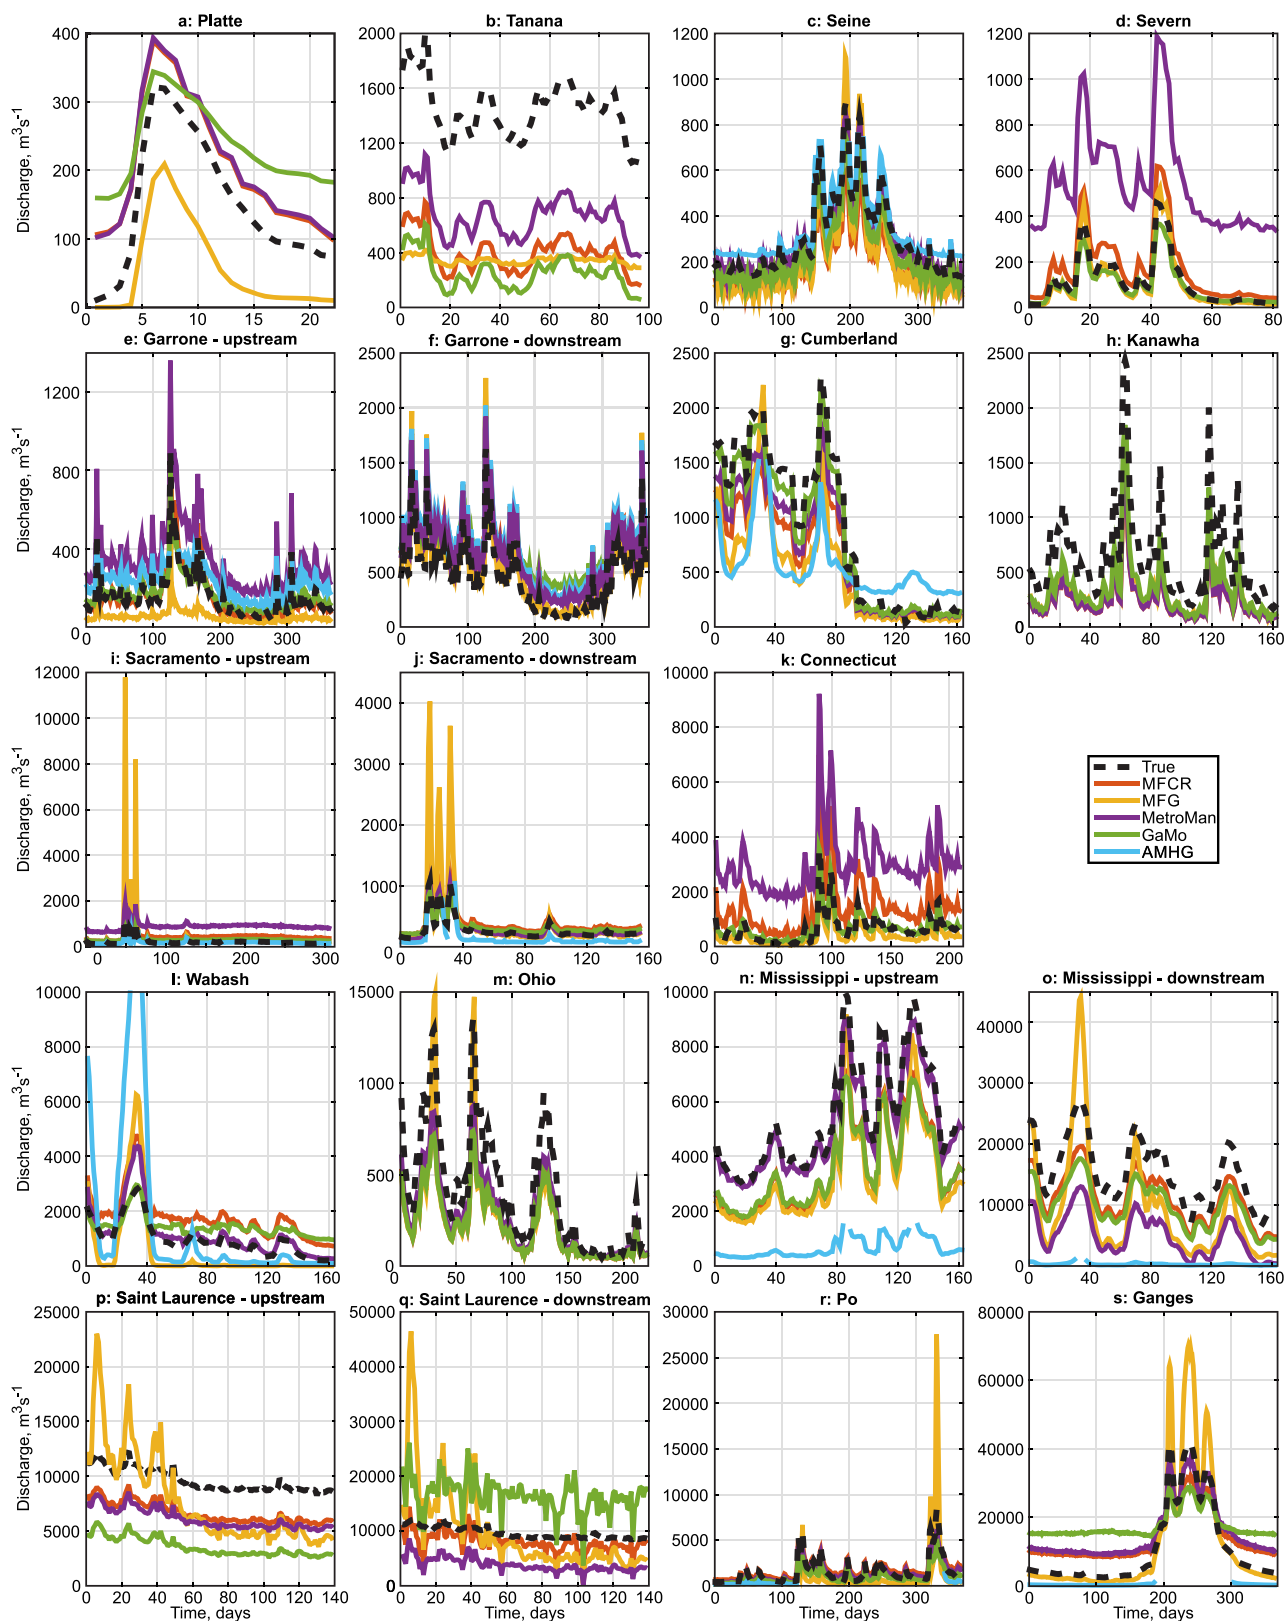 a: Platte
b: Tanana
c: Seine
d: Severn
Discharge, m³s⁻¹
400
300
200
100
0
0 5 10 15 20
2000
1600
1200
800
400
0
0 20 40 60 80 100
1200
1000
800
600
400
200
0
0 100 200 300
1200
1000
800
600
400
200
0
0 20 40 60 80
e: Garrone - upstream
f: Garrone - downstream
g: Cumberland
h: Kanawha
Discharge, m³s⁻¹
1200
800
400
0
0 100 200 300
2500
2000
1500
1000
500
0
0 100 200 300
2500
2000
1500
1000
500
0
0 40 80 120 160
2500
2000
1500
1000
500
0
0 40 80 120 160
i: Sacramento - upstream
j: Sacramento - downstream
k: Connecticut
Discharge, m³s⁻¹
12000
10000
8000
6000
4000
2000
0
0 100 200 300
4000
3000
2000
1000
0
0 40 80 120 160
10000
8000
6000
4000
2000
0
0 50 100 150 200
True
MFCR
MFG
MetroMan
GaMo
AMHG
l: Wabash
m: Ohio
n: Mississippi - upstream
o: Mississippi - downstream
Discharge, m³s⁻¹
10000
8000
6000
4000
2000
0
0 40 80 120 160
15000
1000
500
0
0 50 100 150 200
10000
8000
6000
4000
2000
0
0 40 80 120 160
40000
30000
20000
10000
0
0 40 80 120 160
p: Saint Laurence - upstream
q: Saint Laurence - downstream
r: Po
s: Ganges
Discharge, m³s⁻¹
25000
20000
15000
10000
5000
0
0 20 40 60 80 100 120 140
Time, days
50000
40000
30000
20000
10000
0
0 20 40 60 80 100 120 140
Time, days
30000
25000
20000
15000
10000
5000
0
0 100 200 300
Time, days
80000
60000
40000
20000
0
0 100 200 300
Time, days